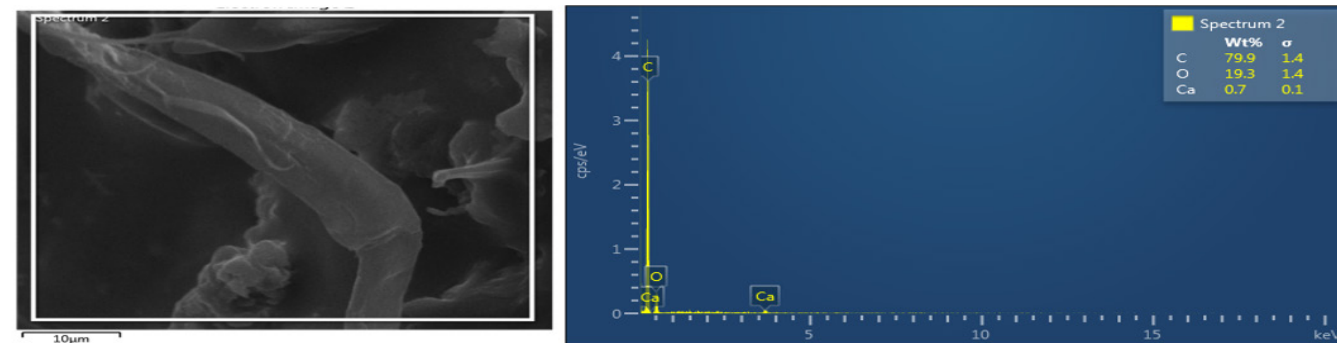 Spectrum 2
10µm
Spectrum 2
Wt% σ
C 79.9 1.4
O 19.3 1.4
Ca 0.7 0.1
cps/eV
4
3
2
1
0
C
O
Ca
Ca
5
10
15
keV